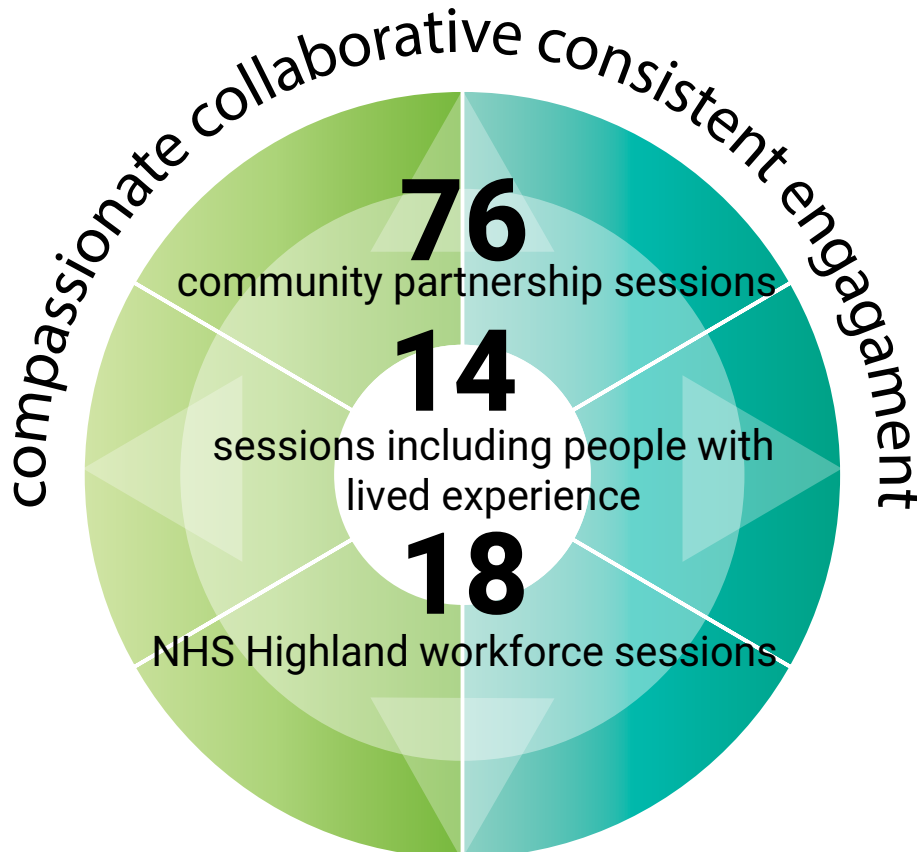 compassionate collaborative consistent engagament
76
community partnership sessions
14
sessions including people with
lived experience
18
NHS Highland workforce sessions